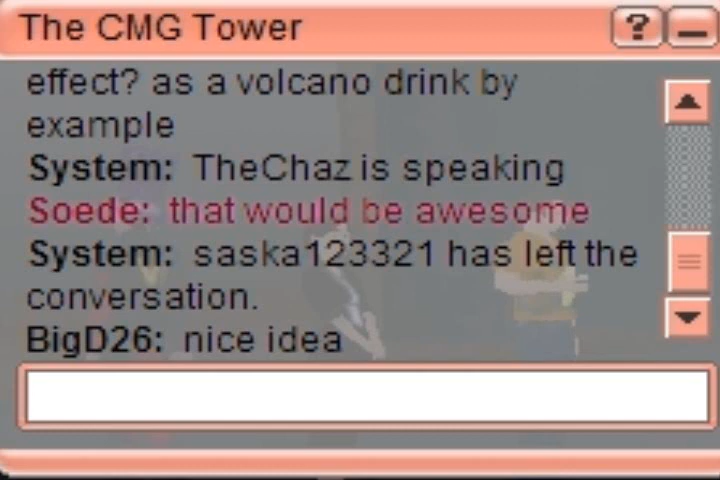 The CMG Tower
?
effect? as a volcano drink by
example
System: TheChaz is speaking
Soede: that would be awesome
System: saska123321 has left the
conversation.
BigD26: nice idea